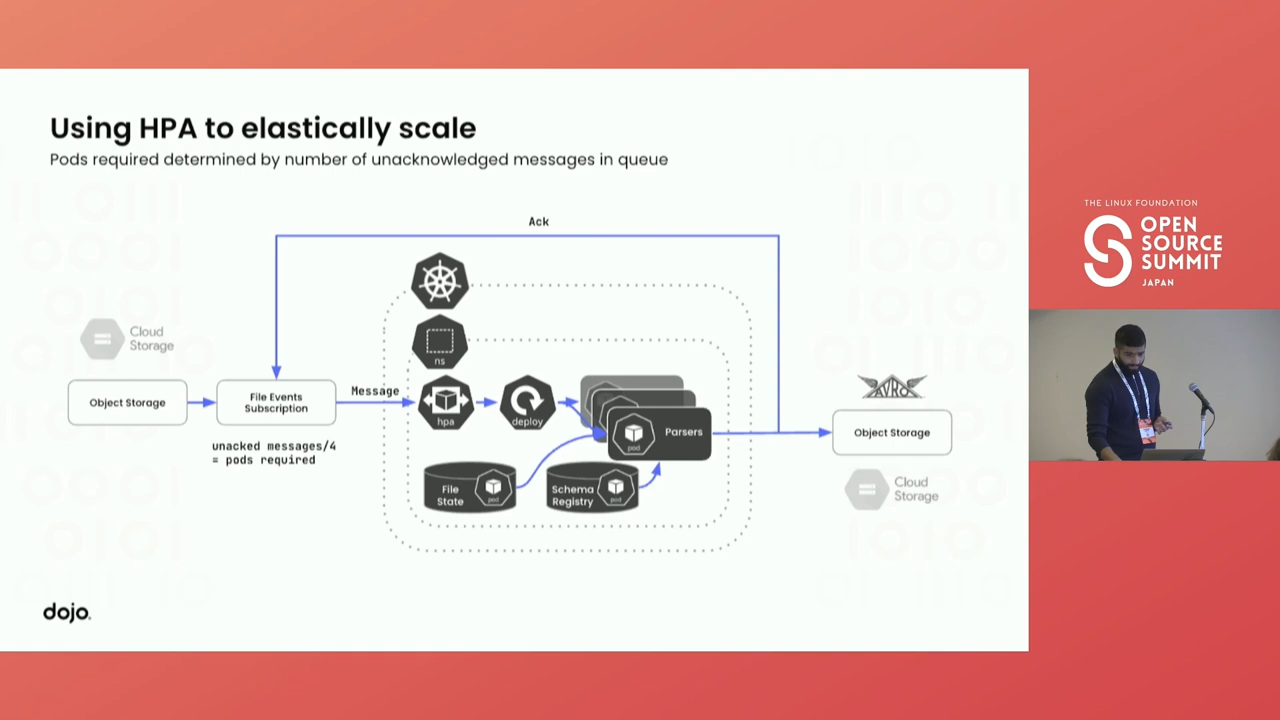 Using HPA to elastically scale
Pods required determined by number of unacknowledged messages in queue
Ack
Cloud
Storage
Object Storage
File Events
Subscription
Message
unacked messages/4
= pods required
ns
hpa
deploy
pod
Parsers
File
State
pod
Schema
Registry
pod
AVRO
Object Storage
Cloud
Storage
dojo.
THE LINUX FOUNDATION
OPEN
SOURCE
SUMMIT
JAPAN